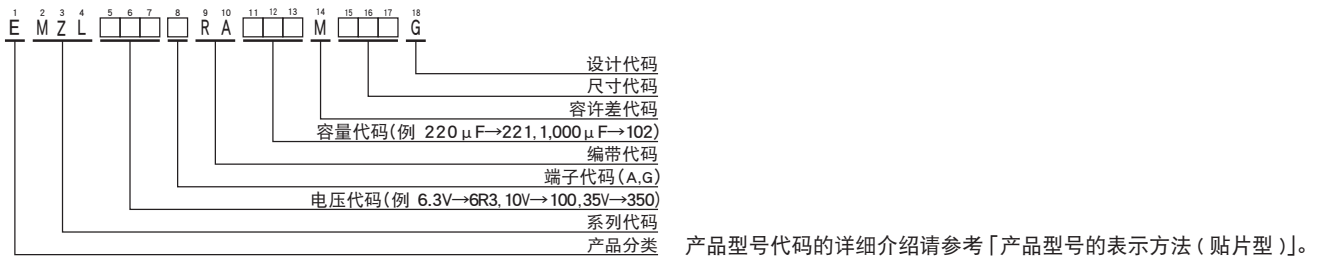 1 2 3 4 5 6 7 8 9 10 11 12 13 14 15 16 17 18
E M Z L □□□ □ R A □□□ M □□□ G
设计代码
尺寸代码
容许差代码
容量代码(例 220μF→221,1,000μF→102)
编带代码
端子代码(A,G)
电压代码(例 6.3V→6R3,10V→100,35V→350)
系列代码
产品分类 产品型号代码的详细介绍请参考「产品型号的表示方法(贴片型)」。